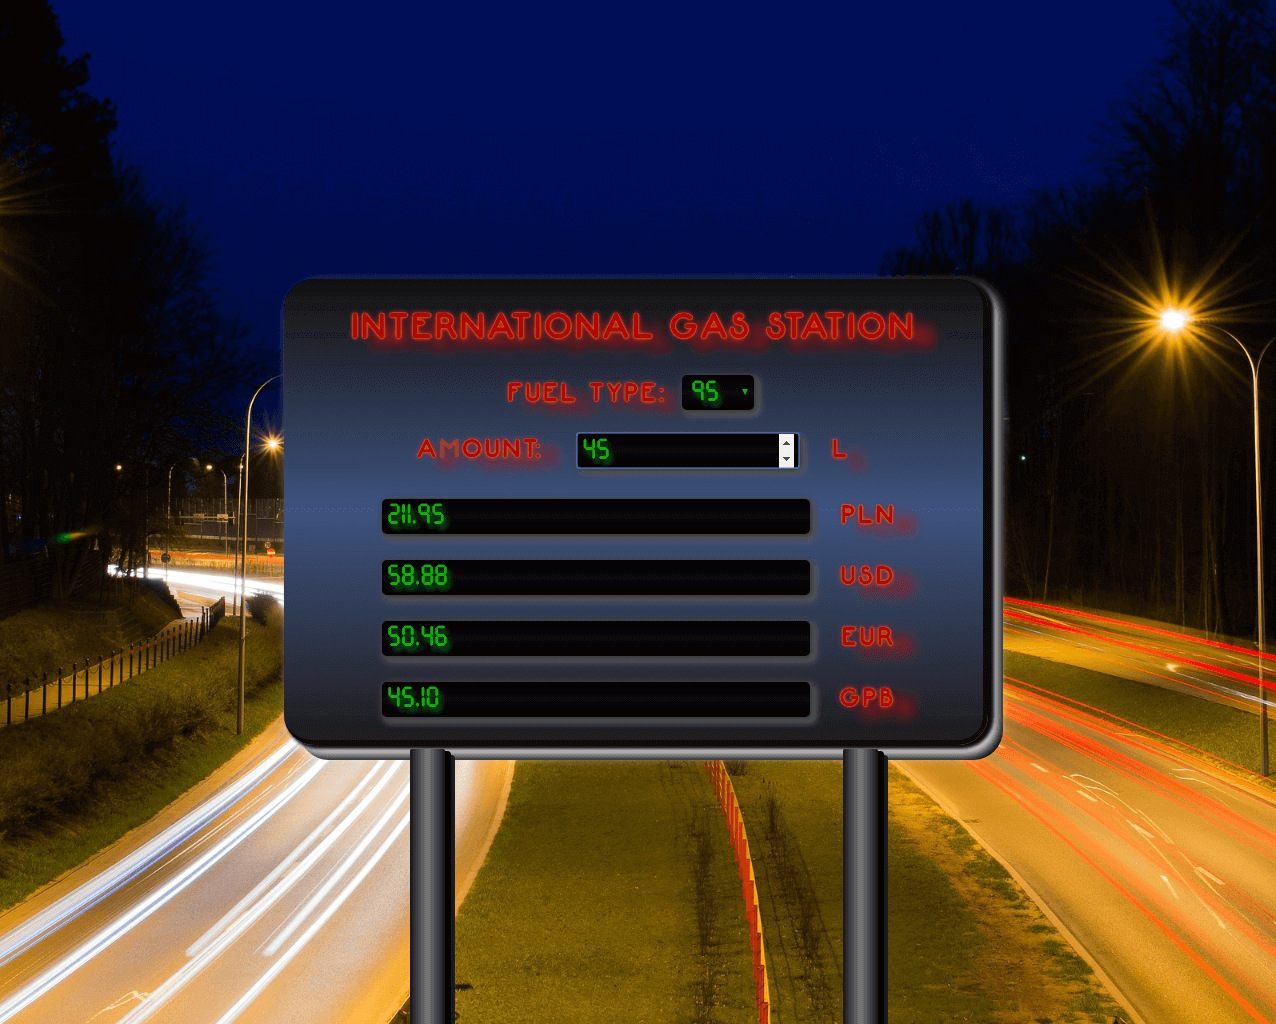 INTERNATIONAL GAS STATION
FUEL TYPE: 95
AMOUNT: 45 L
211.95 PLN
58.88 USD
50.46 EUR
45.10 GPB